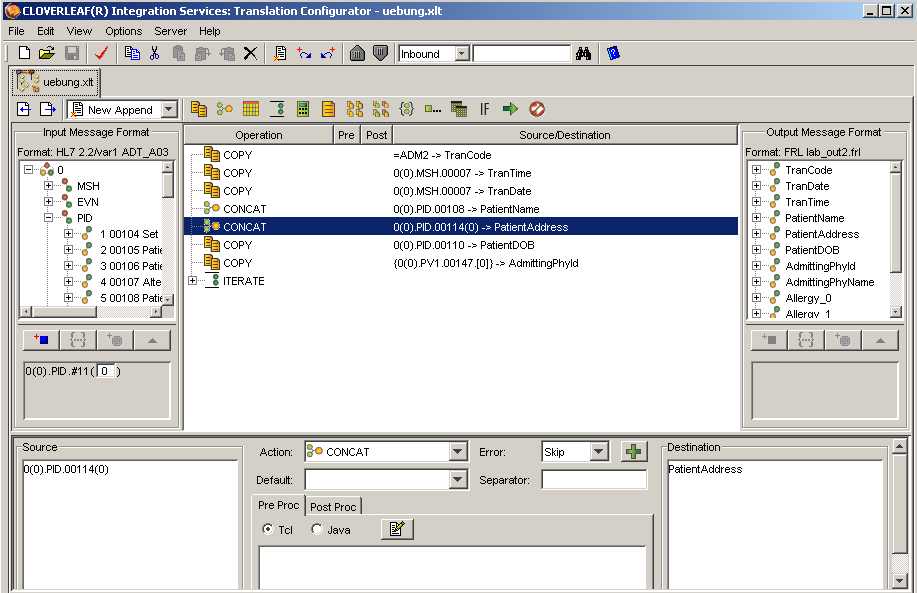 CLOVERLEAF(R) Integration Services: Translation Configurator - uebung.xlt
File Edit View Options Server Help
Inbound
uebung.xlt
New Append
IF
Input Message Format
Format: HL7 2.2/var1 ADT_A03
0
MSH
EVN
PID
1 00104 Set
2 00105 Patie
3 00106 Patie
4 00107 Alte
5 00108 Patie
0(0).PID.#11( 0 )
Operation Pre Post Source/Destination
COPY =ADM2 -> TranCode
COPY 0(0).MSH.00007 -> TranTime
COPY 0(0).MSH.00007 -> TranDate
CONCAT 0(0).PID.00108 -> PatientName
CONCAT 0(0).PID.00114(0) -> PatientAddress
COPY 0(0).PID.00110 -> PatientDOB
COPY {0(0).PV1.00147.[0]} -> AdmittingPhyId
ITERATE
Output Message Format
Format: FRL lab_out2.frl
TranCode
TranDate
TranTime
PatientName
PatientAddress
PatientDOB
AdmittingPhyId
AdmittingPhyName
Allergy_0
Allergy_1
Source
0(0).PID.00114(0)
Action: CONCAT Error: Skip
Default: Separator:
Pre Proc Post Proc
Tcl Java
Destination
PatientAddress